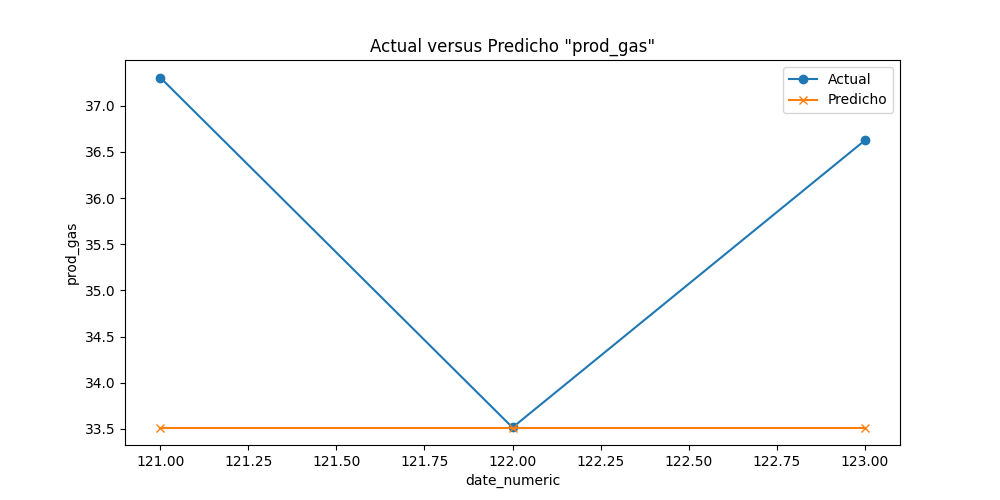 Actual versus Predicho "prod_gas"
Actual
Predicho
prod_gas
37.0
36.5
36.0
35.5
35.0
34.5
34.0
33.5
121.00 121.25 121.50 121.75 122.00 122.25 122.50 122.75 123.00
date_numeric